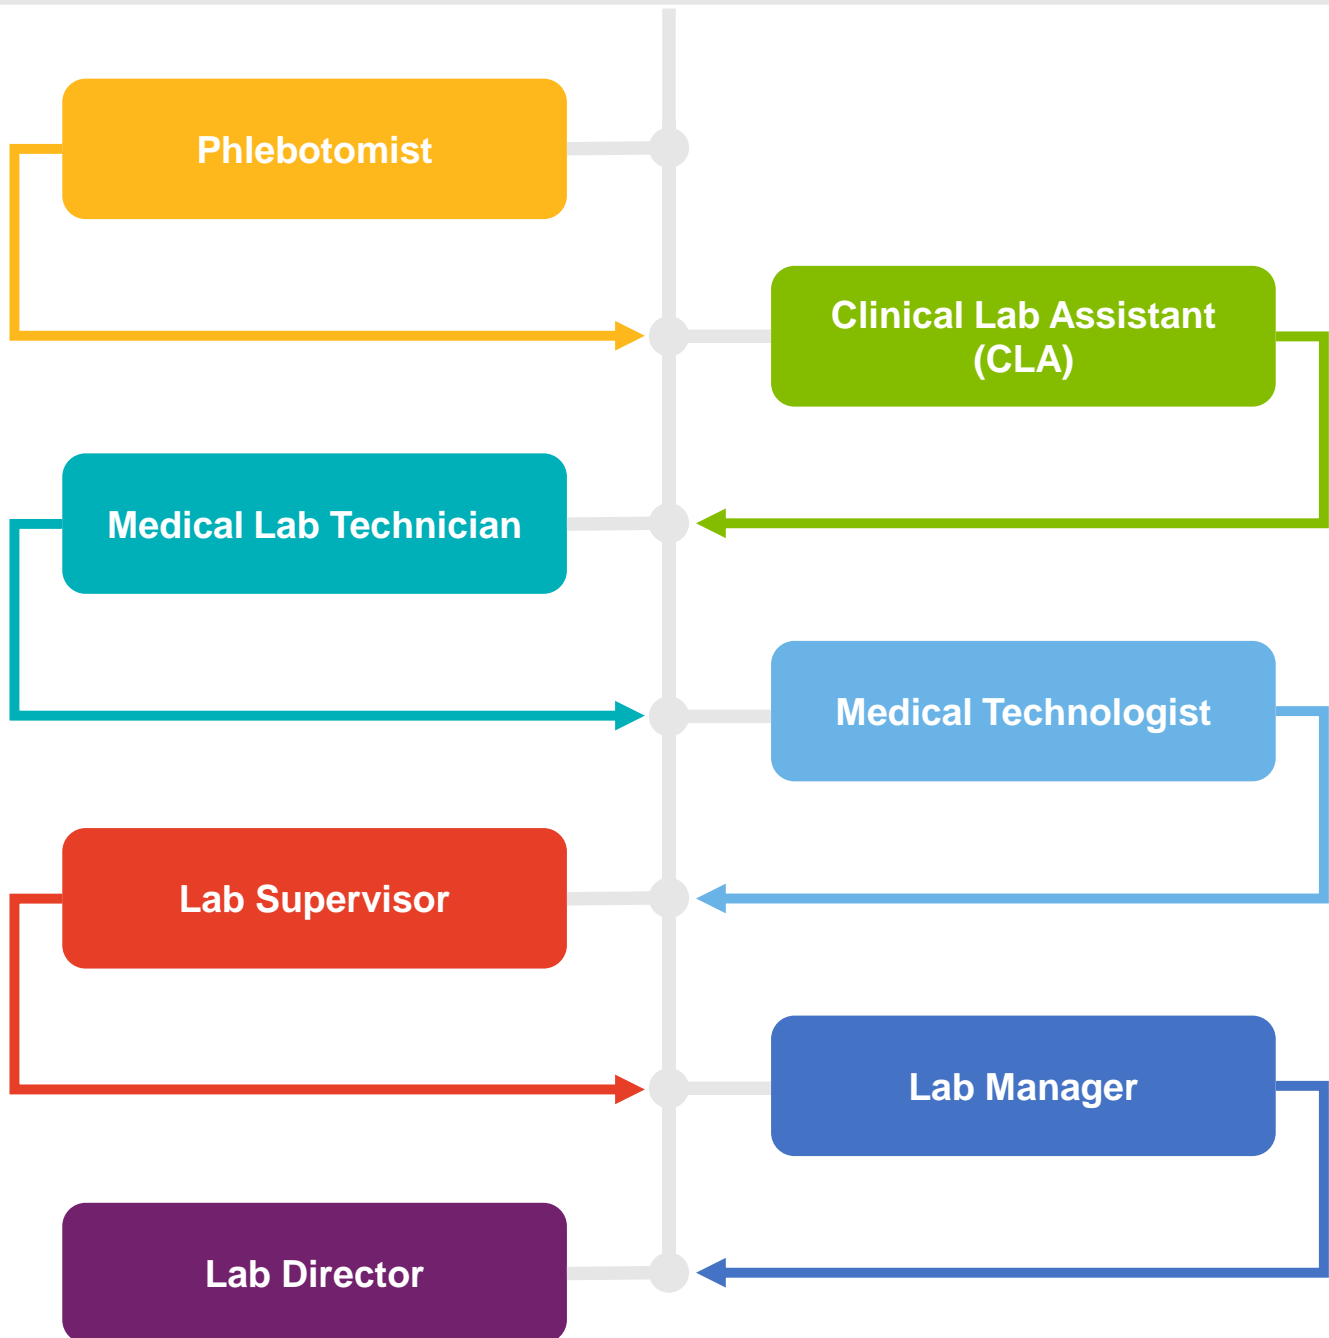 Phlebotomist
Clinical Lab Assistant
(CLA)
Medical Lab Technician
Medical Technologist
Lab Supervisor
Lab Manager
Lab Director